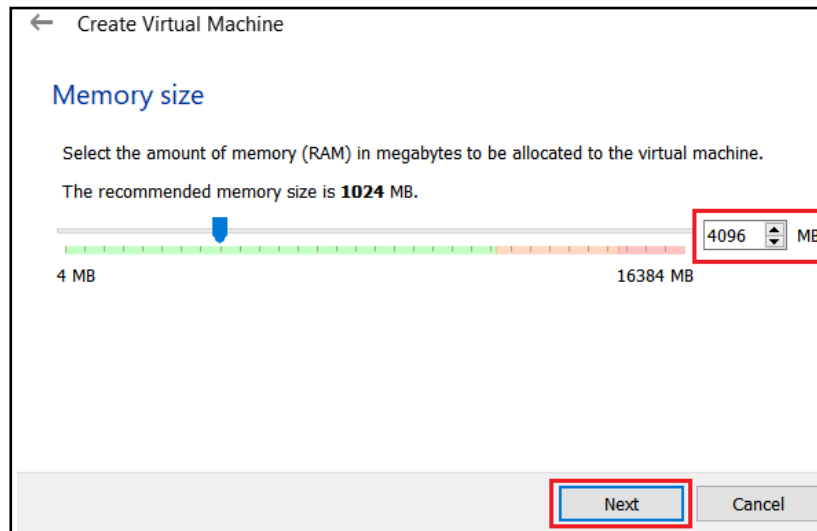 Create Virtual Machine
Memory size
Select the amount of memory (RAM) in megabytes to be allocated to the virtual machine.
The recommended memory size is 1024 MB.
4096 MB
4 MB 16384 MB
Next Cancel